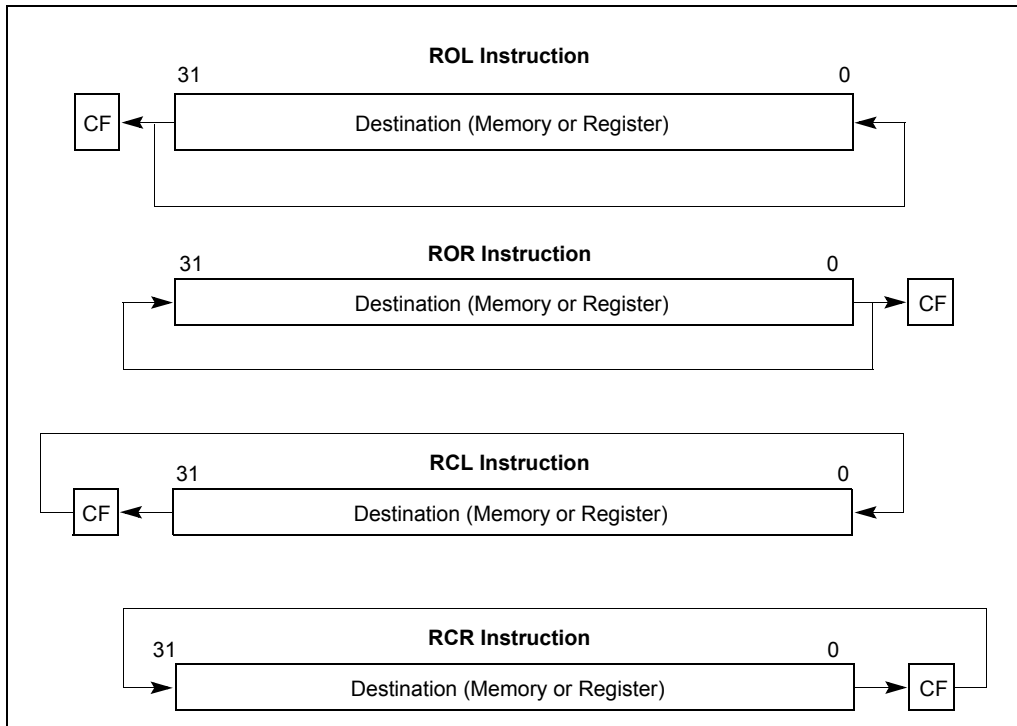 ROL Instruction
31 0
CF Destination (Memory or Register)
ROR Instruction
31 0
Destination (Memory or Register) CF
RCL Instruction
31 0
CF Destination (Memory or Register)
RCR Instruction
31 0
Destination (Memory or Register) CF